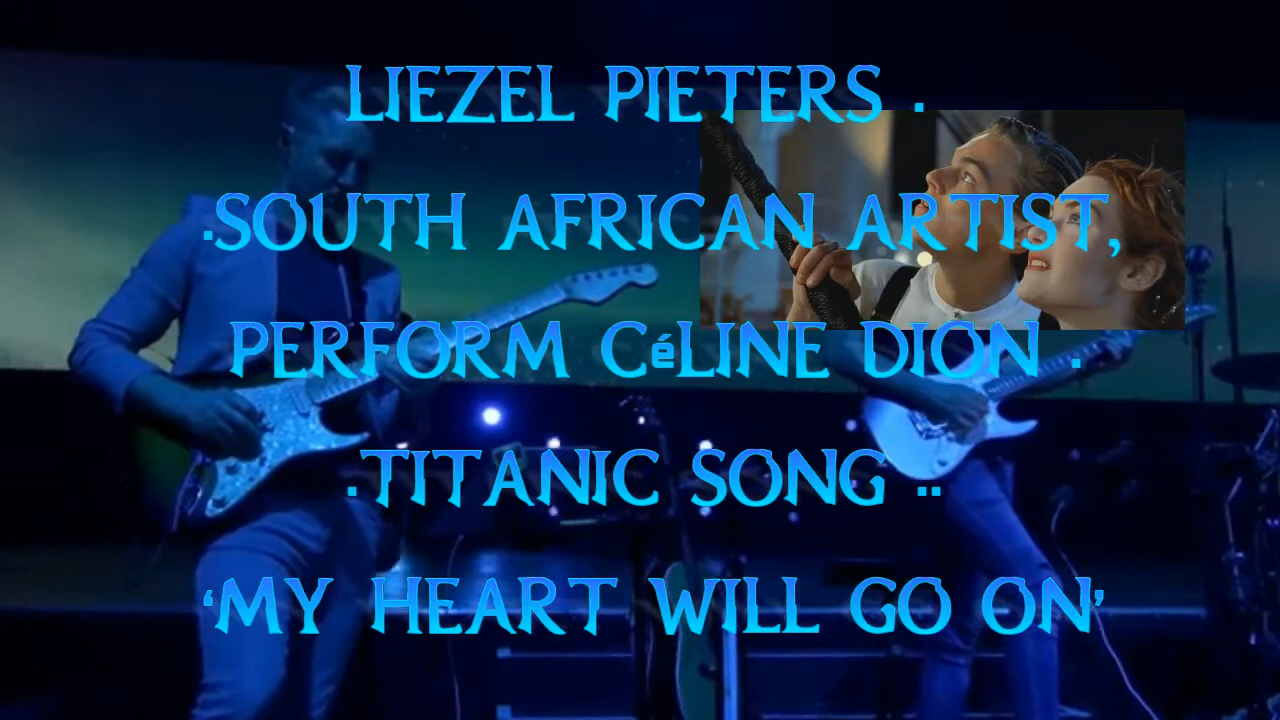 LIEZEL PIETERS .
.SOUTH AFRICAN ARTIST,
PERFORM CéLINE DION .
.TITANIC SONG ..
‘MY HEART WILL GO ON’